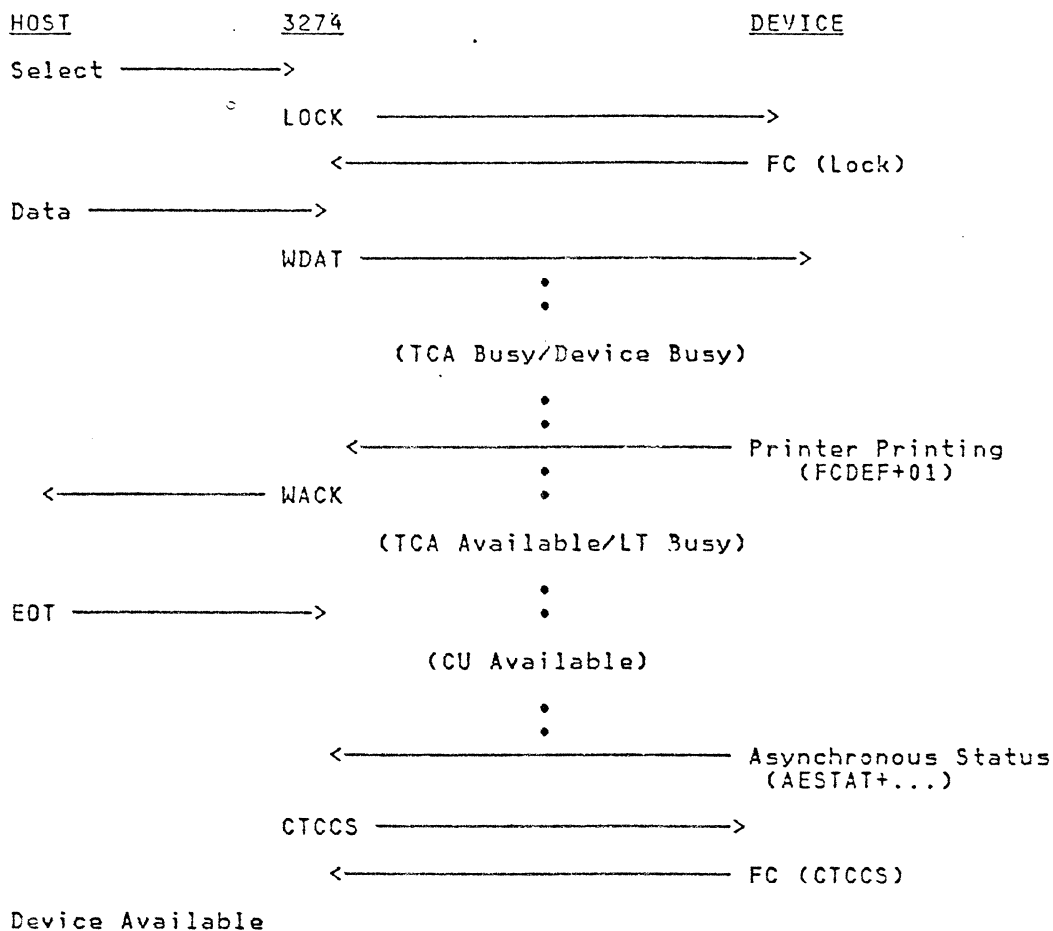 HOST 3274 DEVICE
Select
LOCK
FC (Lock)
Data
WDAT
(TCA Busy/Device Busy)
Printer Printing
(FCDEF+01)
WACK
(TCA Available/LT Busy)
EOT
(CU Available)
Asynchronous Status
(AESTAT+...)
CTCCS
FC (CTCCS)
Device Available